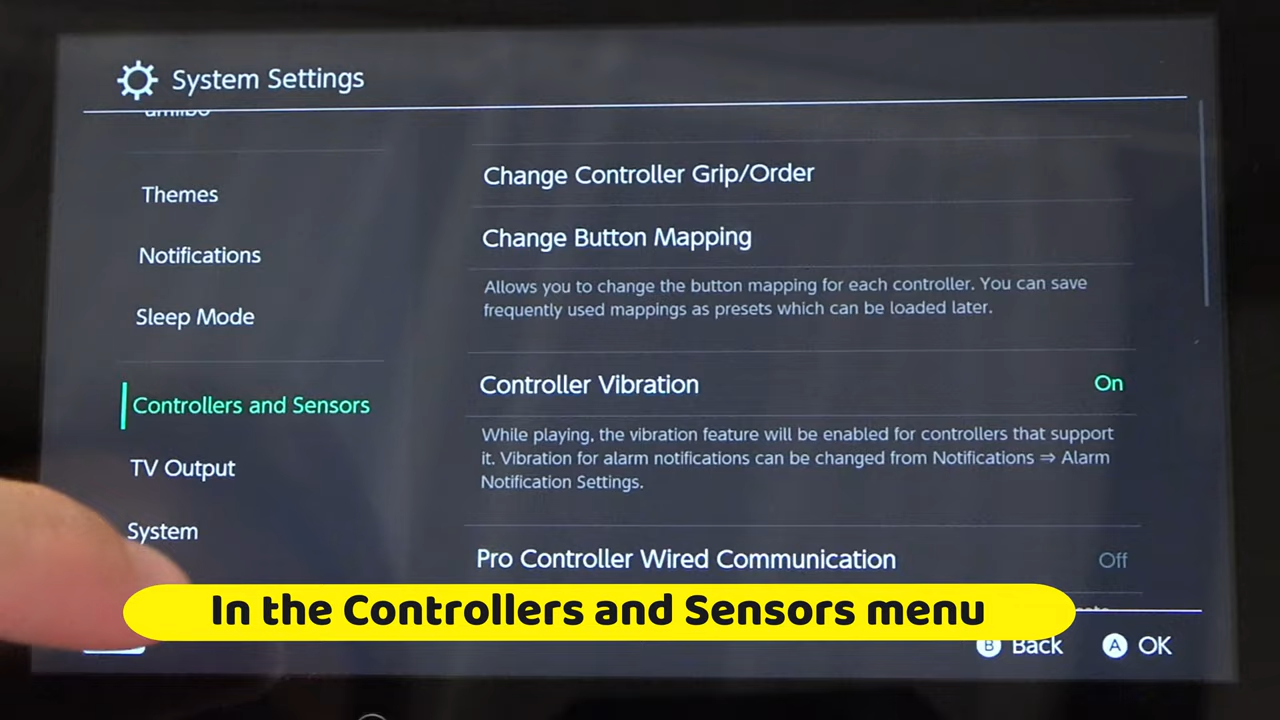 System Settings
amiibo
Themes
Notifications
Sleep Mode
Controllers and Sensors
TV Output
System
Change Controller Grip/Order
Change Button Mapping
Allows you to change the button mapping for each controller. You can save
frequently used mappings as presets which can be loaded later.
Controller Vibration On
While playing, the vibration feature will be enabled for controllers that support
it. Vibration for alarm notifications can be changed from Notifications ⇒ Alarm
Notification Settings.
Pro Controller Wired Communication Off
In the Controllers and Sensors menu
B Back A OK